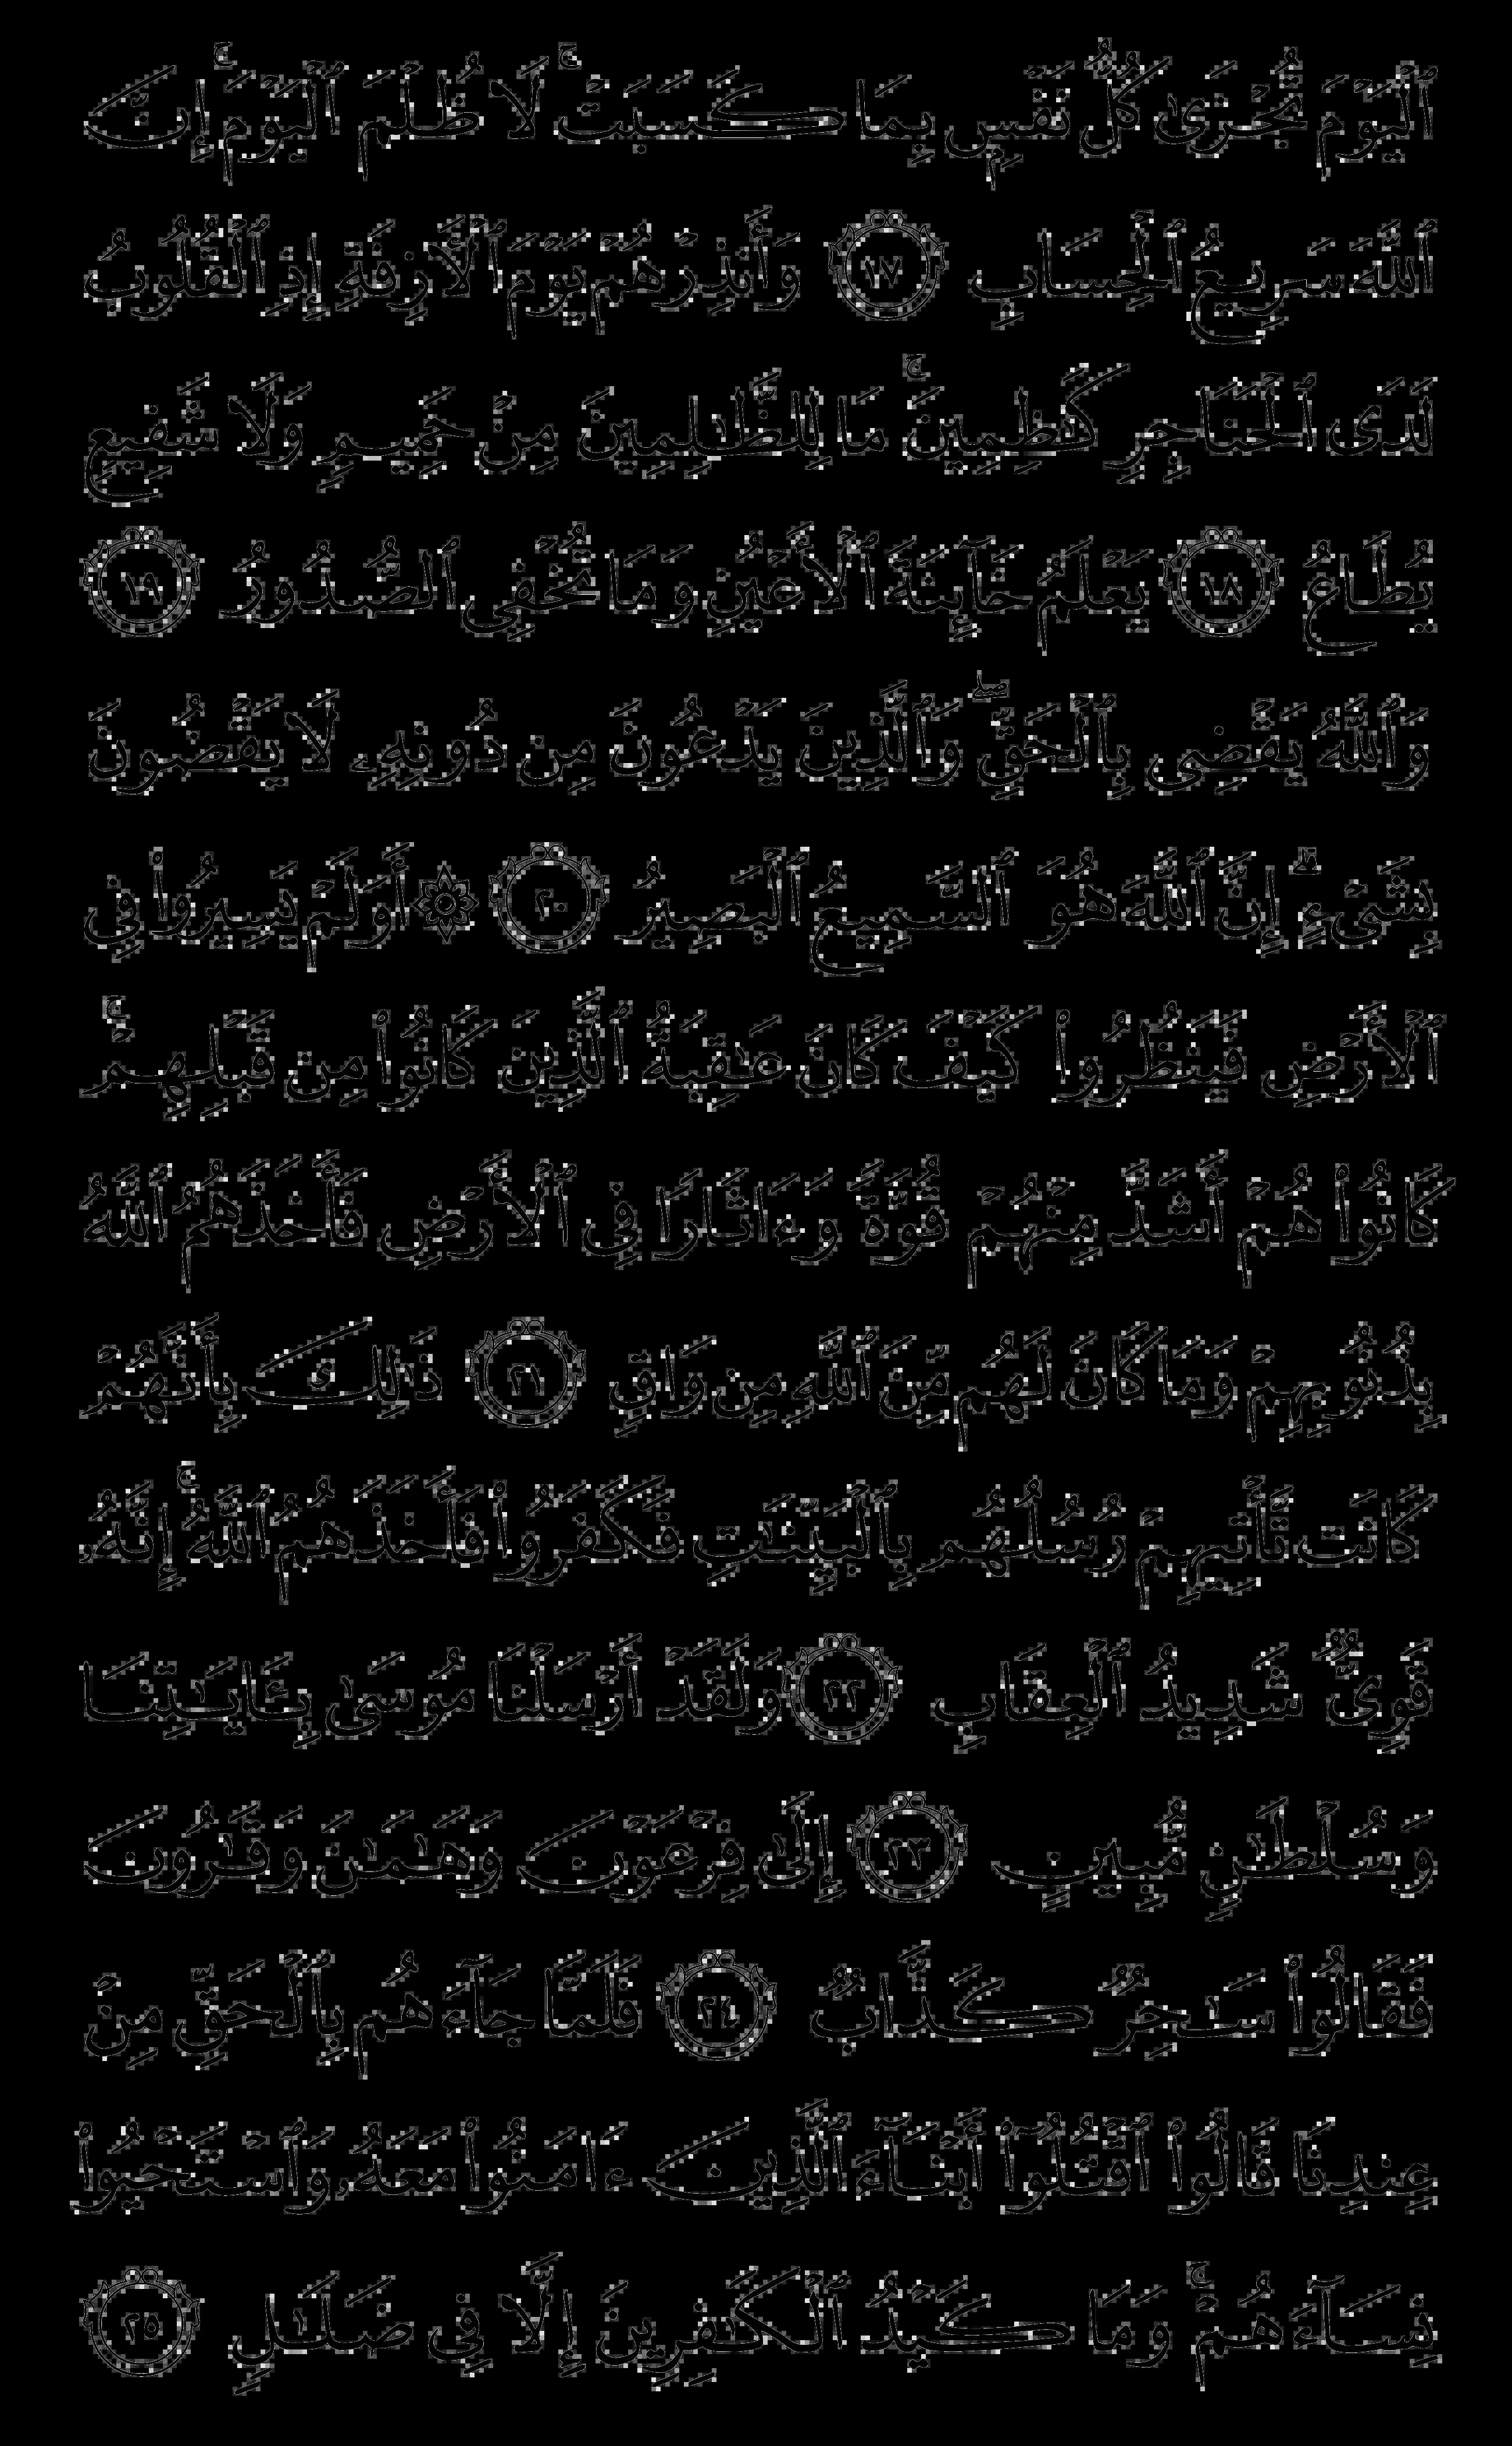 ٱلۡيَوۡمَ تُجۡزَىٰ كُلُّ نَفۡسِۭ بِمَا كَسَبَتۡۚ لَا ظُلۡمَ ٱلۡيَوۡمَۚ إِنَّ
ٱللَّهَ سَرِيعُ ٱلۡحِسَابِ ١٧ وَأَنذِرۡهُمۡ يَوۡمَ ٱلۡأٓزِفَةِ إِذِ ٱلۡقُلُوبُ
لَدَى ٱلۡحَنَاجِرِ كَٰظِمِينَۚ مَا لِلظَّٰلِمِينَ مِنۡ حَمِيمٖ وَلَا شَفِيعٖ
يُطَاعُ ١٨ يَعۡلَمُ خَآئِنَةَ ٱلۡأَعۡيُنِ وَمَا تُخۡفِي ٱلصُّدُورُ ١٩
وَٱللَّهُ يَقۡضِي بِٱلۡحَقِّۖ وَٱلَّذِينَ يَدۡعُونَ مِن دُونِهِۦ لَا يَقۡضُونَ
بِشَيۡءٍۗ إِنَّ ٱللَّهَ هُوَ ٱلسَّمِيعُ ٱلۡبَصِيرُ ٢٠ ۞ أَوَلَمۡ يَسِيرُواْ فِي
ٱلۡأَرۡضِ فَيَنظُرُواْ كَيۡفَ كَانَ عَٰقِبَةُ ٱلَّذِينَ كَانُواْ مِن قَبۡلِهِمۡۚ
كَانُواْ هُمۡ أَشَدَّ مِنۡهُمۡ قُوَّةٗ وَءَاثَارٗا فِي ٱلۡأَرۡضِ فَأَخَذَهُمُ ٱللَّهُ
بِذُنُوبِهِمۡ وَمَا كَانَ لَهُم مِّنَ ٱللَّهِ مِن وَاقٖ ٢١ ذَٰلِكَ بِأَنَّهُمۡ
كَانَت تَّأۡتِيهِمۡ رُسُلُهُم بِٱلۡبَيِّنَٰتِ فَكَفَرُواْ فَأَخَذَهُمُ ٱللَّهُۚ إِنَّهُۥ
قَوِيّٞ شَدِيدُ ٱلۡعِقَابِ ٢٢ وَلَقَدۡ أَرۡسَلۡنَا مُوسَىٰ بِـَٔايَٰتِنَا
وَسُلۡطَٰنٖ مُّبِينٍ ٢٣ إِلَىٰ فِرۡعَوۡنَ وَهَٰمَٰنَ وَقَٰرُونَ
فَقَالُواْ سَٰحِرٞ كَذَّابٞ ٢٤ فَلَمَّا جَآءَهُم بِٱلۡحَقِّ مِنۡ
عِندِنَا قَالُواْ ٱقۡتُلُوٓاْ أَبۡنَآءَ ٱلَّذِينَ ءَامَنُواْ مَعَهُۥ وَٱسۡتَحۡيُواْ
نِسَآءَهُمۡۚ وَمَا كَيۡدُ ٱلۡكَٰفِرِينَ إِلَّا فِي ضَلَٰلٖ ٢٥